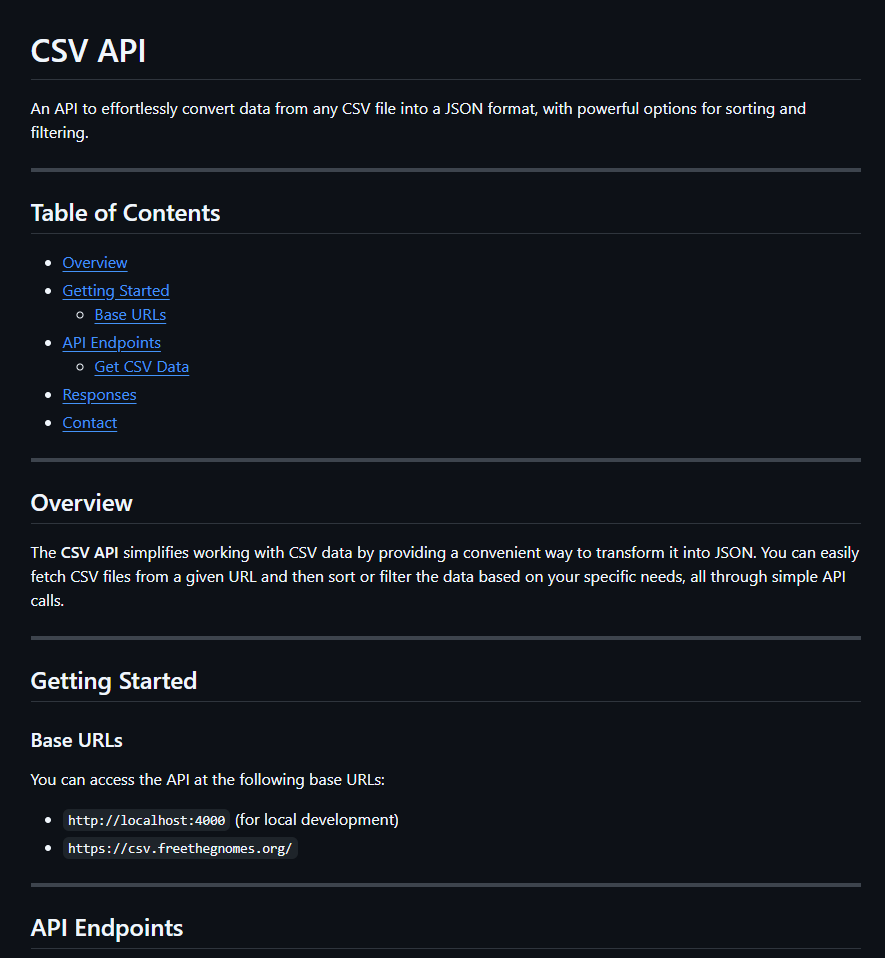 CSV API
An API to effortlessly convert data from any CSV file into a JSON format, with powerful options for sorting and
filtering.
Table of Contents
Overview
Getting Started
Base URLs
API Endpoints
Get CSV Data
Responses
Contact
Overview
The CSV API simplifies working with CSV data by providing a convenient way to transform it into JSON. You can easily
fetch CSV files from a given URL and then sort or filter the data based on your specific needs, all through simple API
calls.
Getting Started
Base URLs
You can access the API at the following base URLs:
http://localhost:4000 (for local development)
https://csv.freethegnomes.org/
API Endpoints